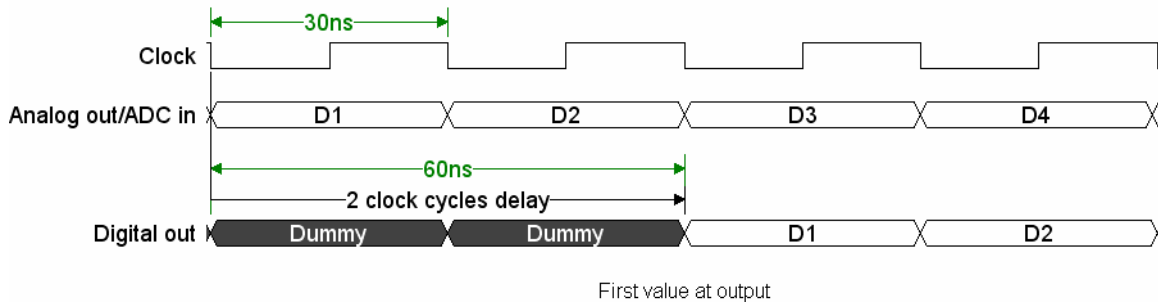 30ns
Clock
Analog out/ADC in D1 D2 D3 D4
60ns
2 clock cycles delay
Digital out Dummy Dummy D1 D2
First value at output